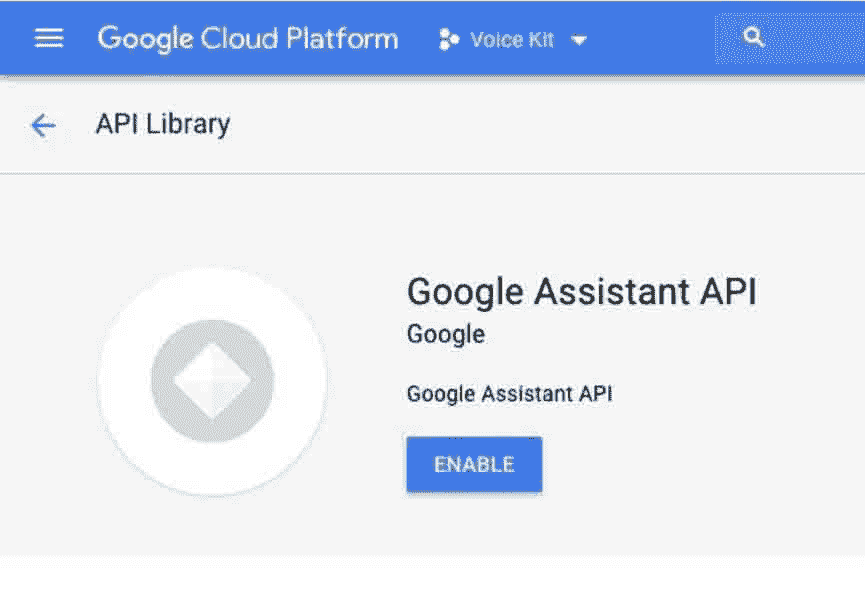 Google Cloud Platform Voice Kit
API Library
Google Assistant API
Google
Google Assistant API
ENABLE